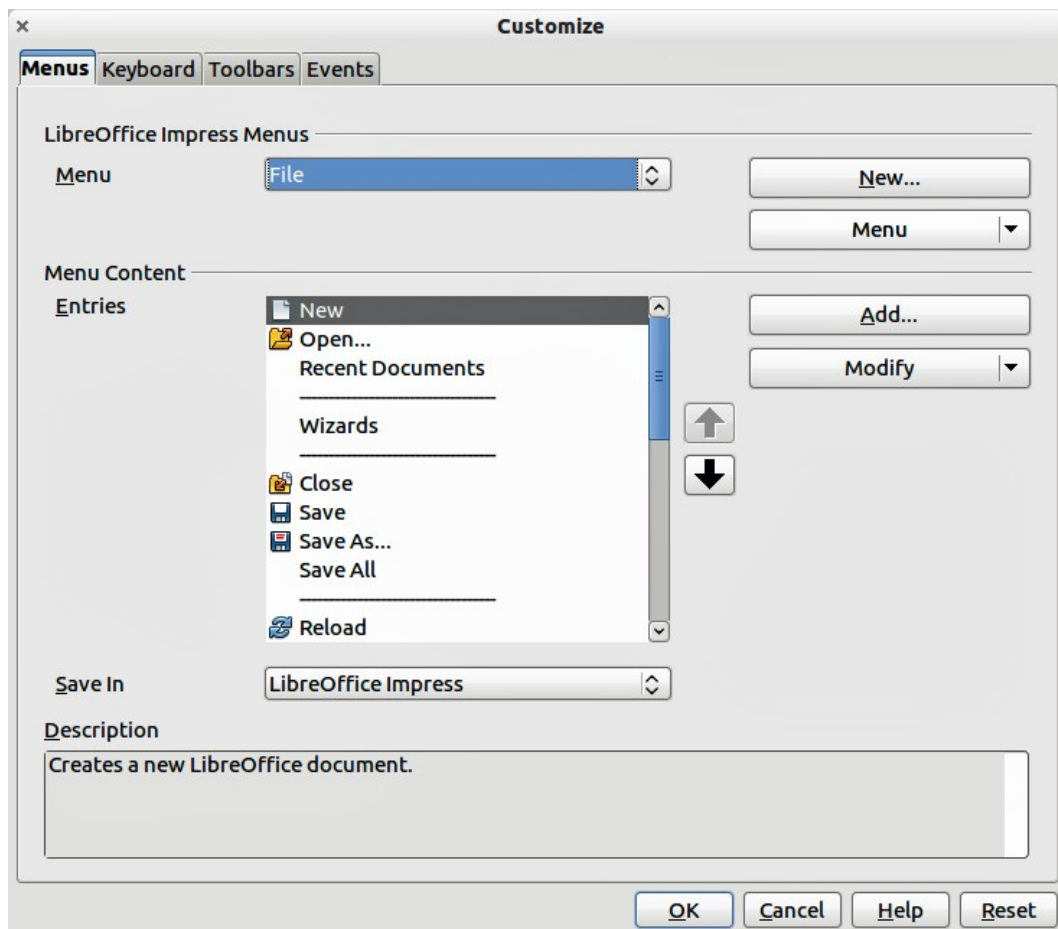 Customize
Menus Keyboard Toolbars Events
LibreOffice Impress Menus
Menu File New...
Menu
Menu Content
Entries New Add...
Open...
Recent Documents Modify
Wizards
Close
Save
Save As...
Save All
Reload
Save In LibreOffice Impress
Description
Creates a new LibreOffice document.
OK Cancel Help Reset